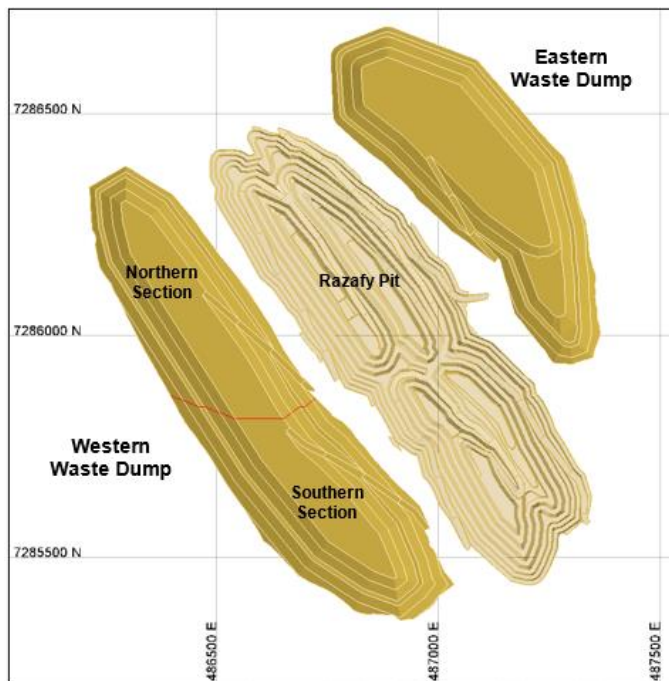 Eastern
Waste Dump
7286500 N
Northern
Section
Razafy Pit
7286000 N
Western
Waste Dump
Southern
Section
7285500 N
486500 E
487000 E
487500 E